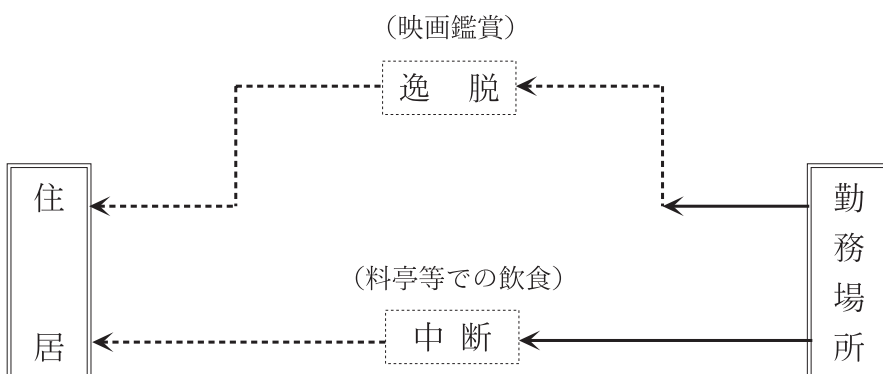 （映画鑑賞）
逸　脱
住
居
勤
務
場
所
（料亭等での飲食）
中 断